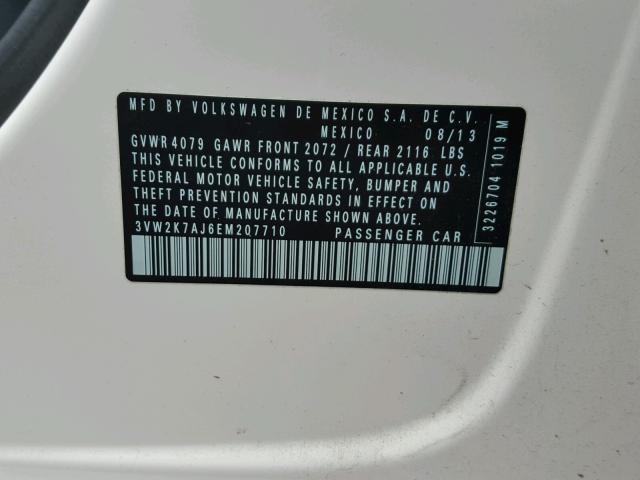 MFD BY VOLKSWAGEN DE MEXICO S.A. DE C.V.
MEXICO 08/13
GVWR 4079 GAWR FRONT 2072 / REAR 2116 LBS
THIS VEHICLE CONFORMS TO ALL APPLICABLE U.S.
FEDERAL MOTOR VEHICLE SAFETY, BUMPER AND
THEFT PREVENTION STANDARDS IN EFFECT ON
THE DATE OF MANUFACTURE SHOWN ABOVE.
3VW2K7AJ6EM207710 PASSENGER CAR
3226704 1019 M